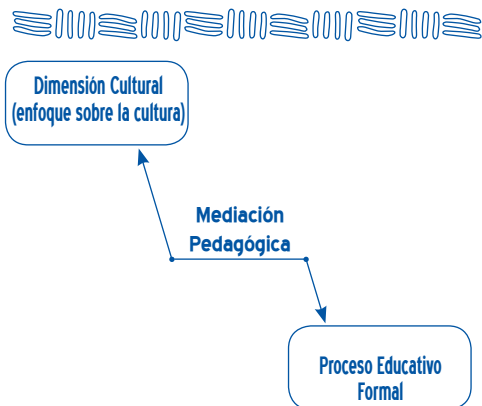 Dimensión Cultural
(enfoque sobre la cultura)
Mediación
Pedagógica
Proceso Educativo
Formal